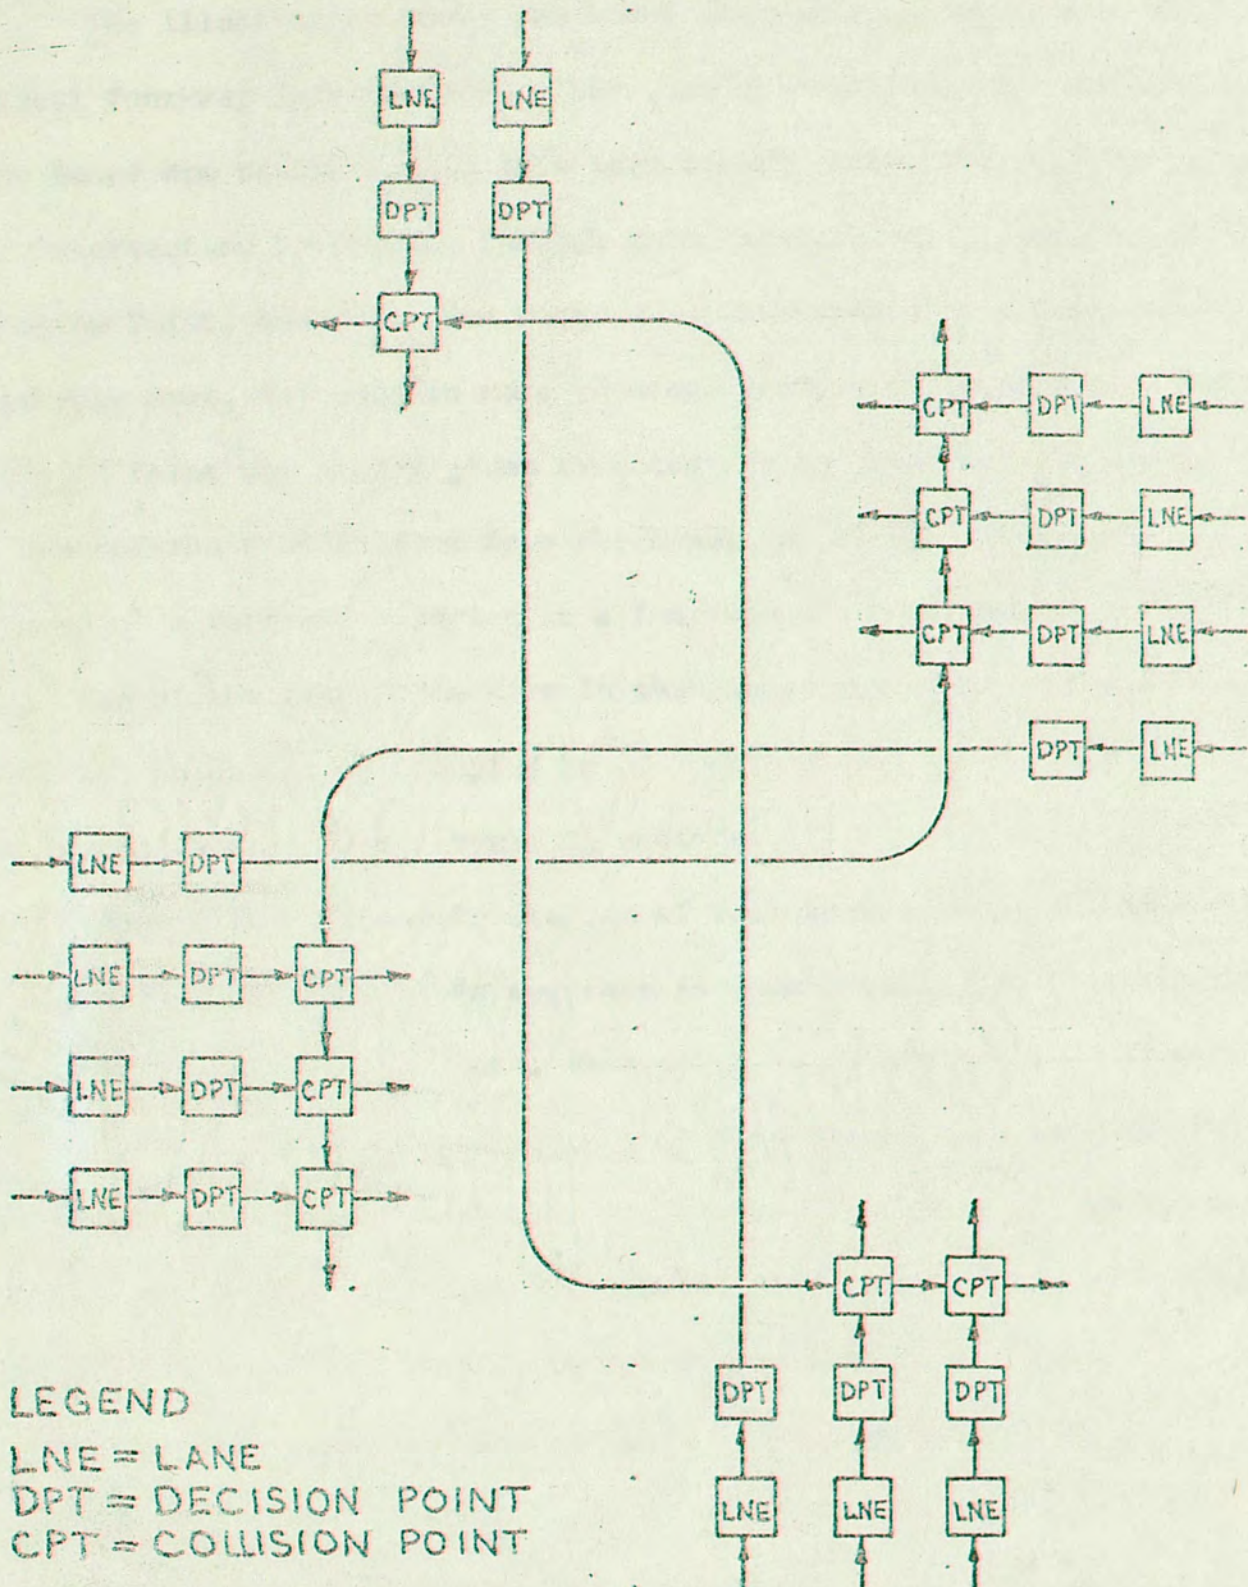 LNE LNE
DPT DPT
CPT
CPT DPT LNE
CPT DPT LNE
CPT DPT LNE
DPT LNE
LNE DPT
LNE DPT CPT
LNE DPT CPT
LNE DPT CPT
CPT CPT
DPT DPT DPT
LNE LNE LNE
LEGEND
LNE = LANE
DPT = DECISION POINT
CPT = COLLISION POINT